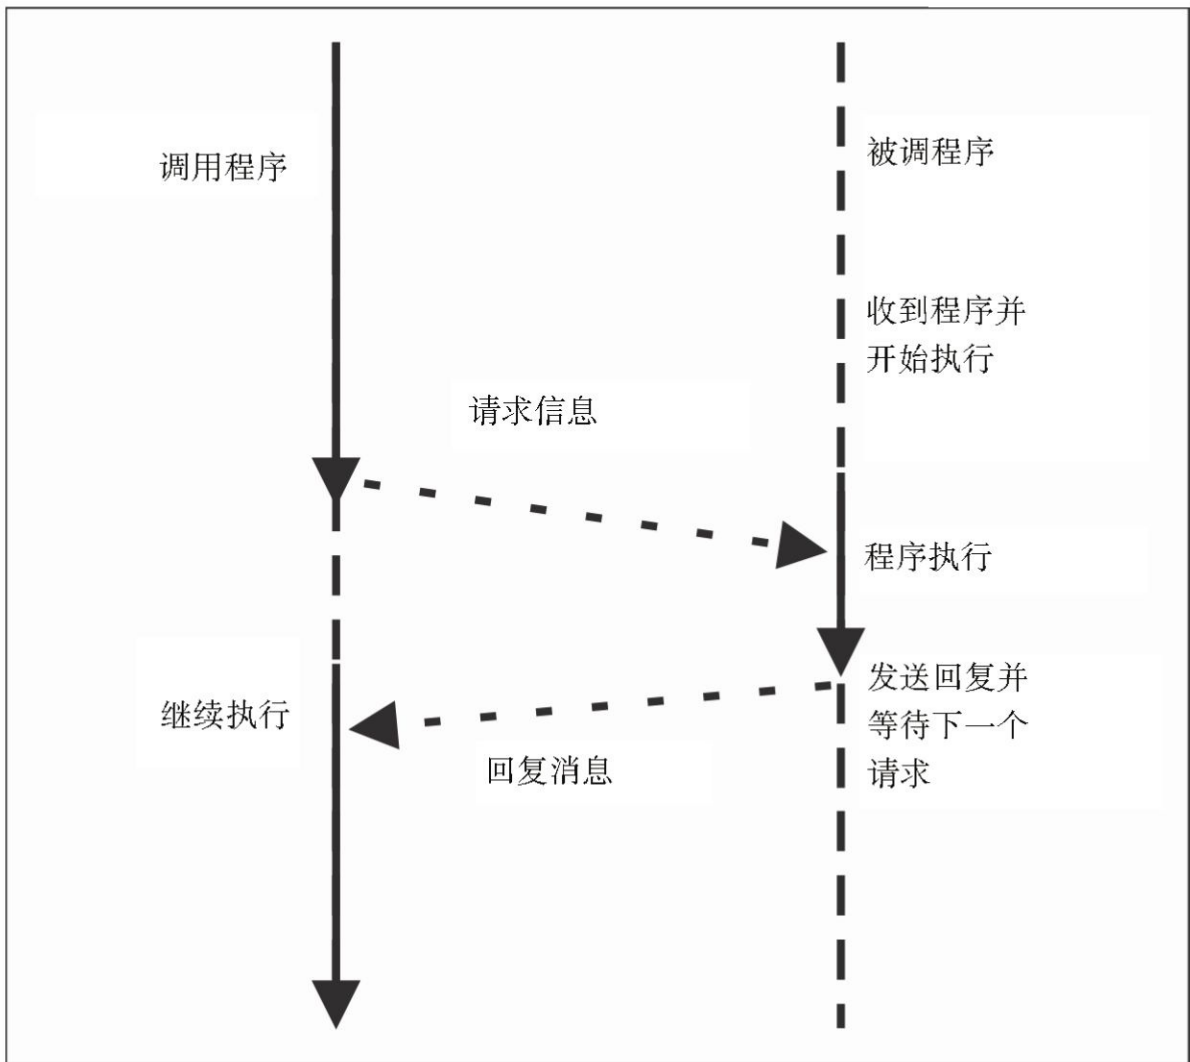 调用程序
被调程序
收到程序并
开始执行
请求信息
程序执行
发送回复并
等待下一个
请求
继续执行
回复消息